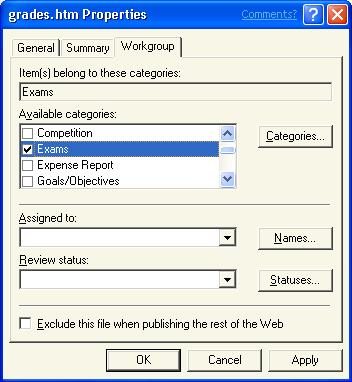 grades.htm Properties Comments? ?
General Summary Workgroup
Item(s) belong to these categories:
Exams
Available categories:
Competition
Exams
Expense Report
Goals/Objectives
Categories...
Assigned to:
Names...
Review status:
Statuses...
Exclude this file when publishing the rest of the Web
OK Cancel Apply